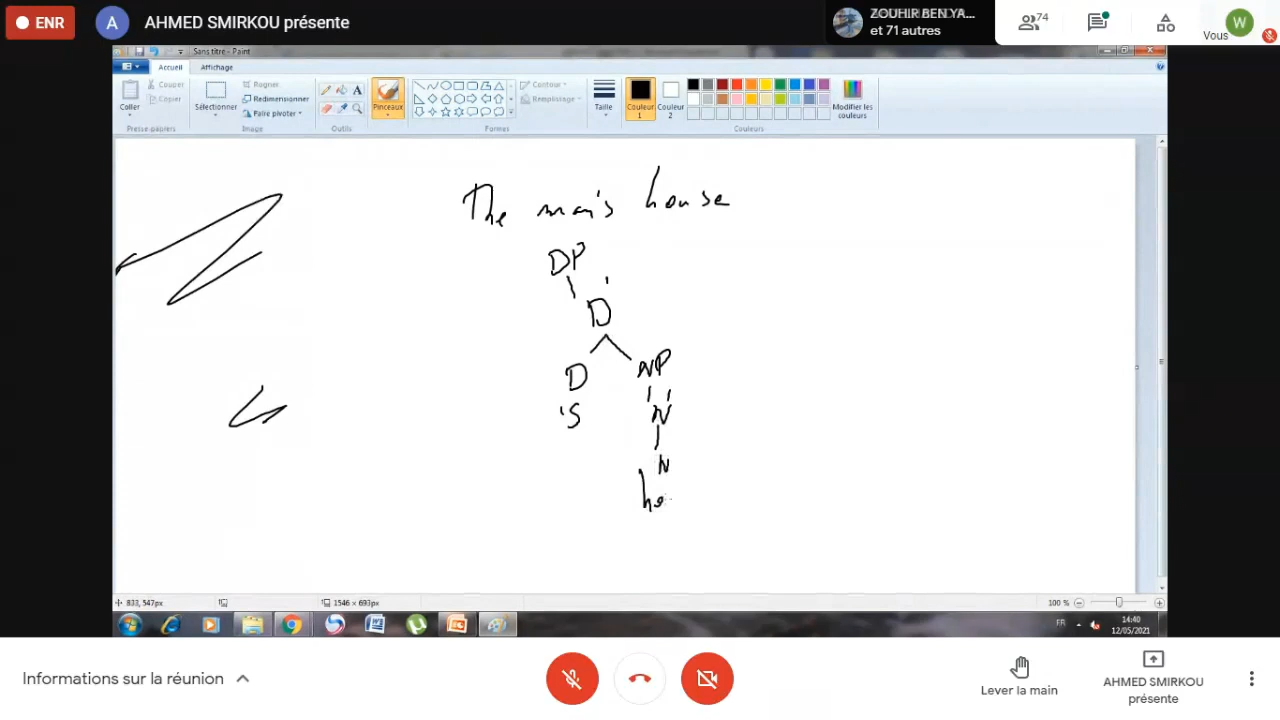 ENR
A
AHMED SMIRKOU présente
ZOUHIR BEN YA...
et 71 autres
74
Vous
W
Sans titre - Paint
Accueil
Affichage
Coller
Couper
Copier
Presse-papiers
Sélectionner
Rogner
Redimensionner
Faire pivoter
Image
A
Outils
Pinceaux
Contour
Remplissage
Formes
Taille
Couleur
1
Couleur
2
Modifier les
couleurs
Couleurs
The man's house
DP
D'
D NP
's N'
N
ho
833, 547px
1546 × 693px
100 %
FR
14:40
12/05/2021
Informations sur la réunion
Lever la main
AHMED SMIRKOU
présente